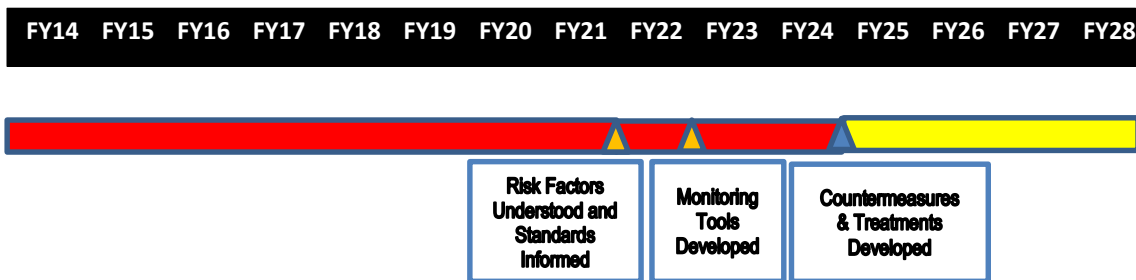 FY14 FY15 FY16 FY17 FY18 FY19 FY20 FY21 FY22 FY23 FY24 FY25 FY26 FY27 FY28
Risk Factors
Understood and
Standards
Informed
Monitoring
Tools
Developed
Countermeasures
& Treatments
Developed